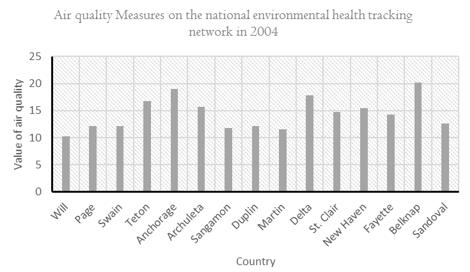 Air quality Measures on the national environmental health tracking
network in 2004
25
20
15
10
5
0
Value of air quality
Will
Page
Swain
Teton
Anchorage
Archuleta
Sangamon
Duplin
Martin
Delta
St. Clair
New Haven
Fayette
Belknap
Sandoval
Country